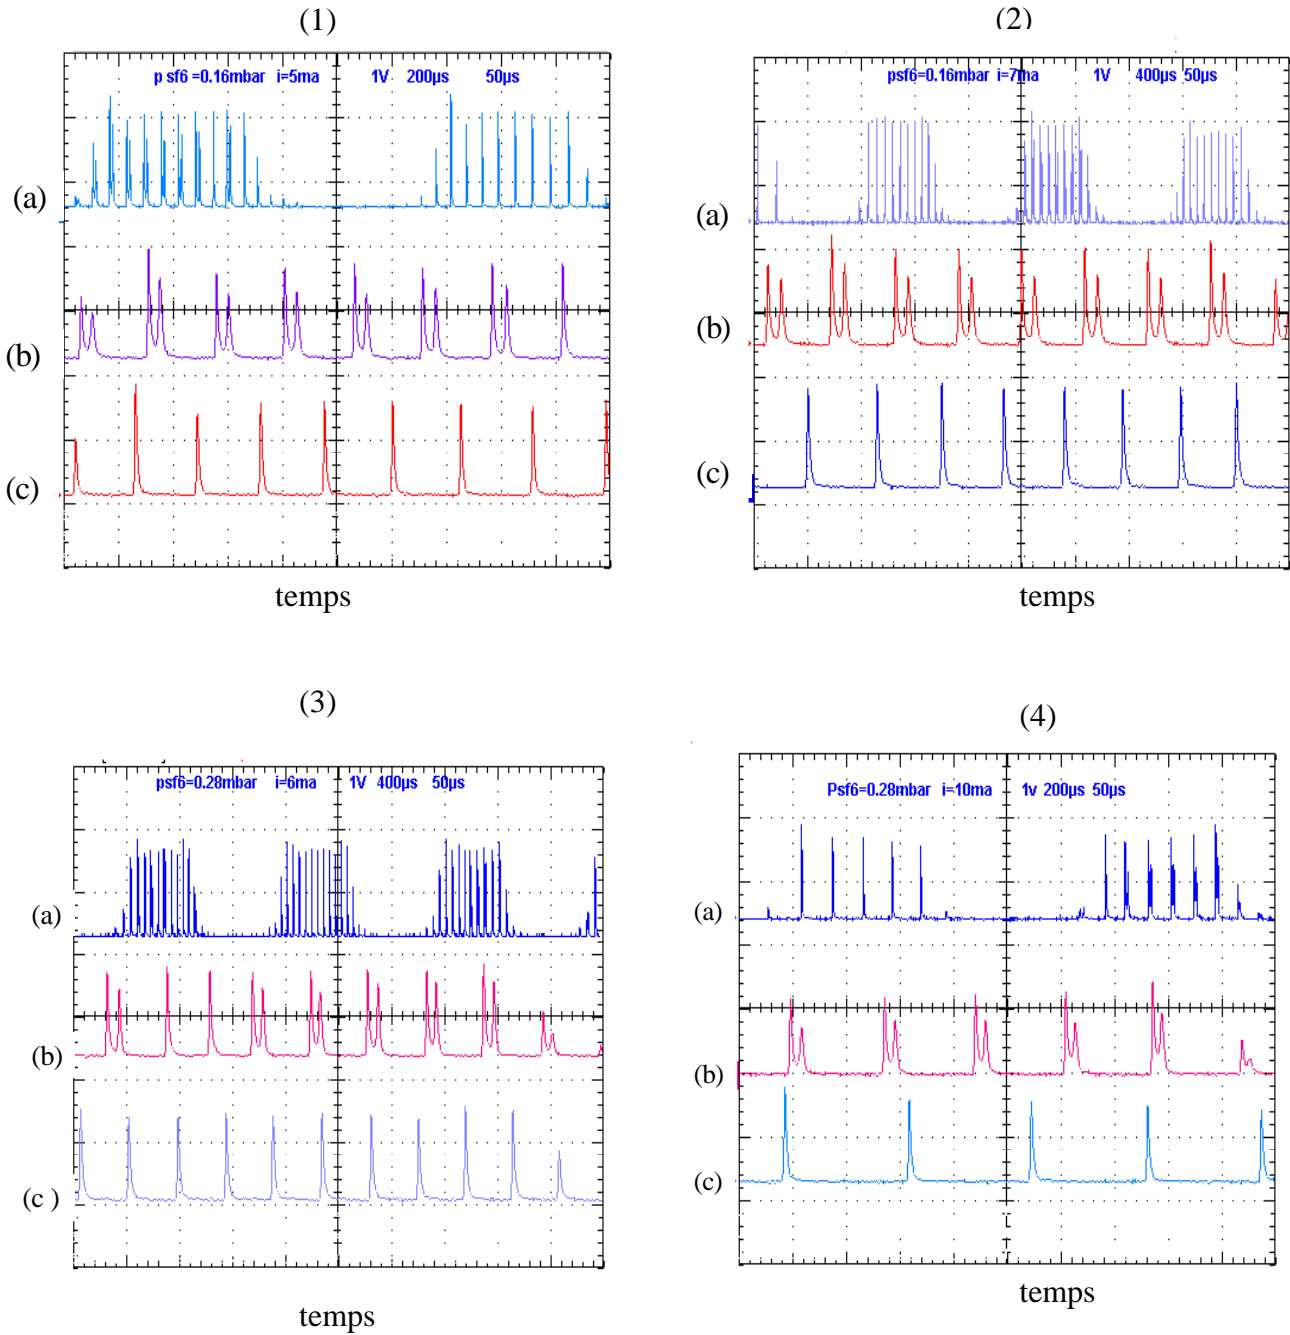 (1)
(2)
p sf6 =0.16mbar i=5ma 1V 200µs 50µs
psf6=0.16mbar i=7ma 1V 400µs 50µs
(a)
(a)
(b)
(b)
(c)
(c)
temps
temps
(3)
(4)
psf6=0.28mbar i=6ma 1V 400µs 50µs
Psf6=0.28mbar i=10ma 1v 200µs 50µs
(a)
(a)
(b)
(b)
(c )
(c)
temps
temps